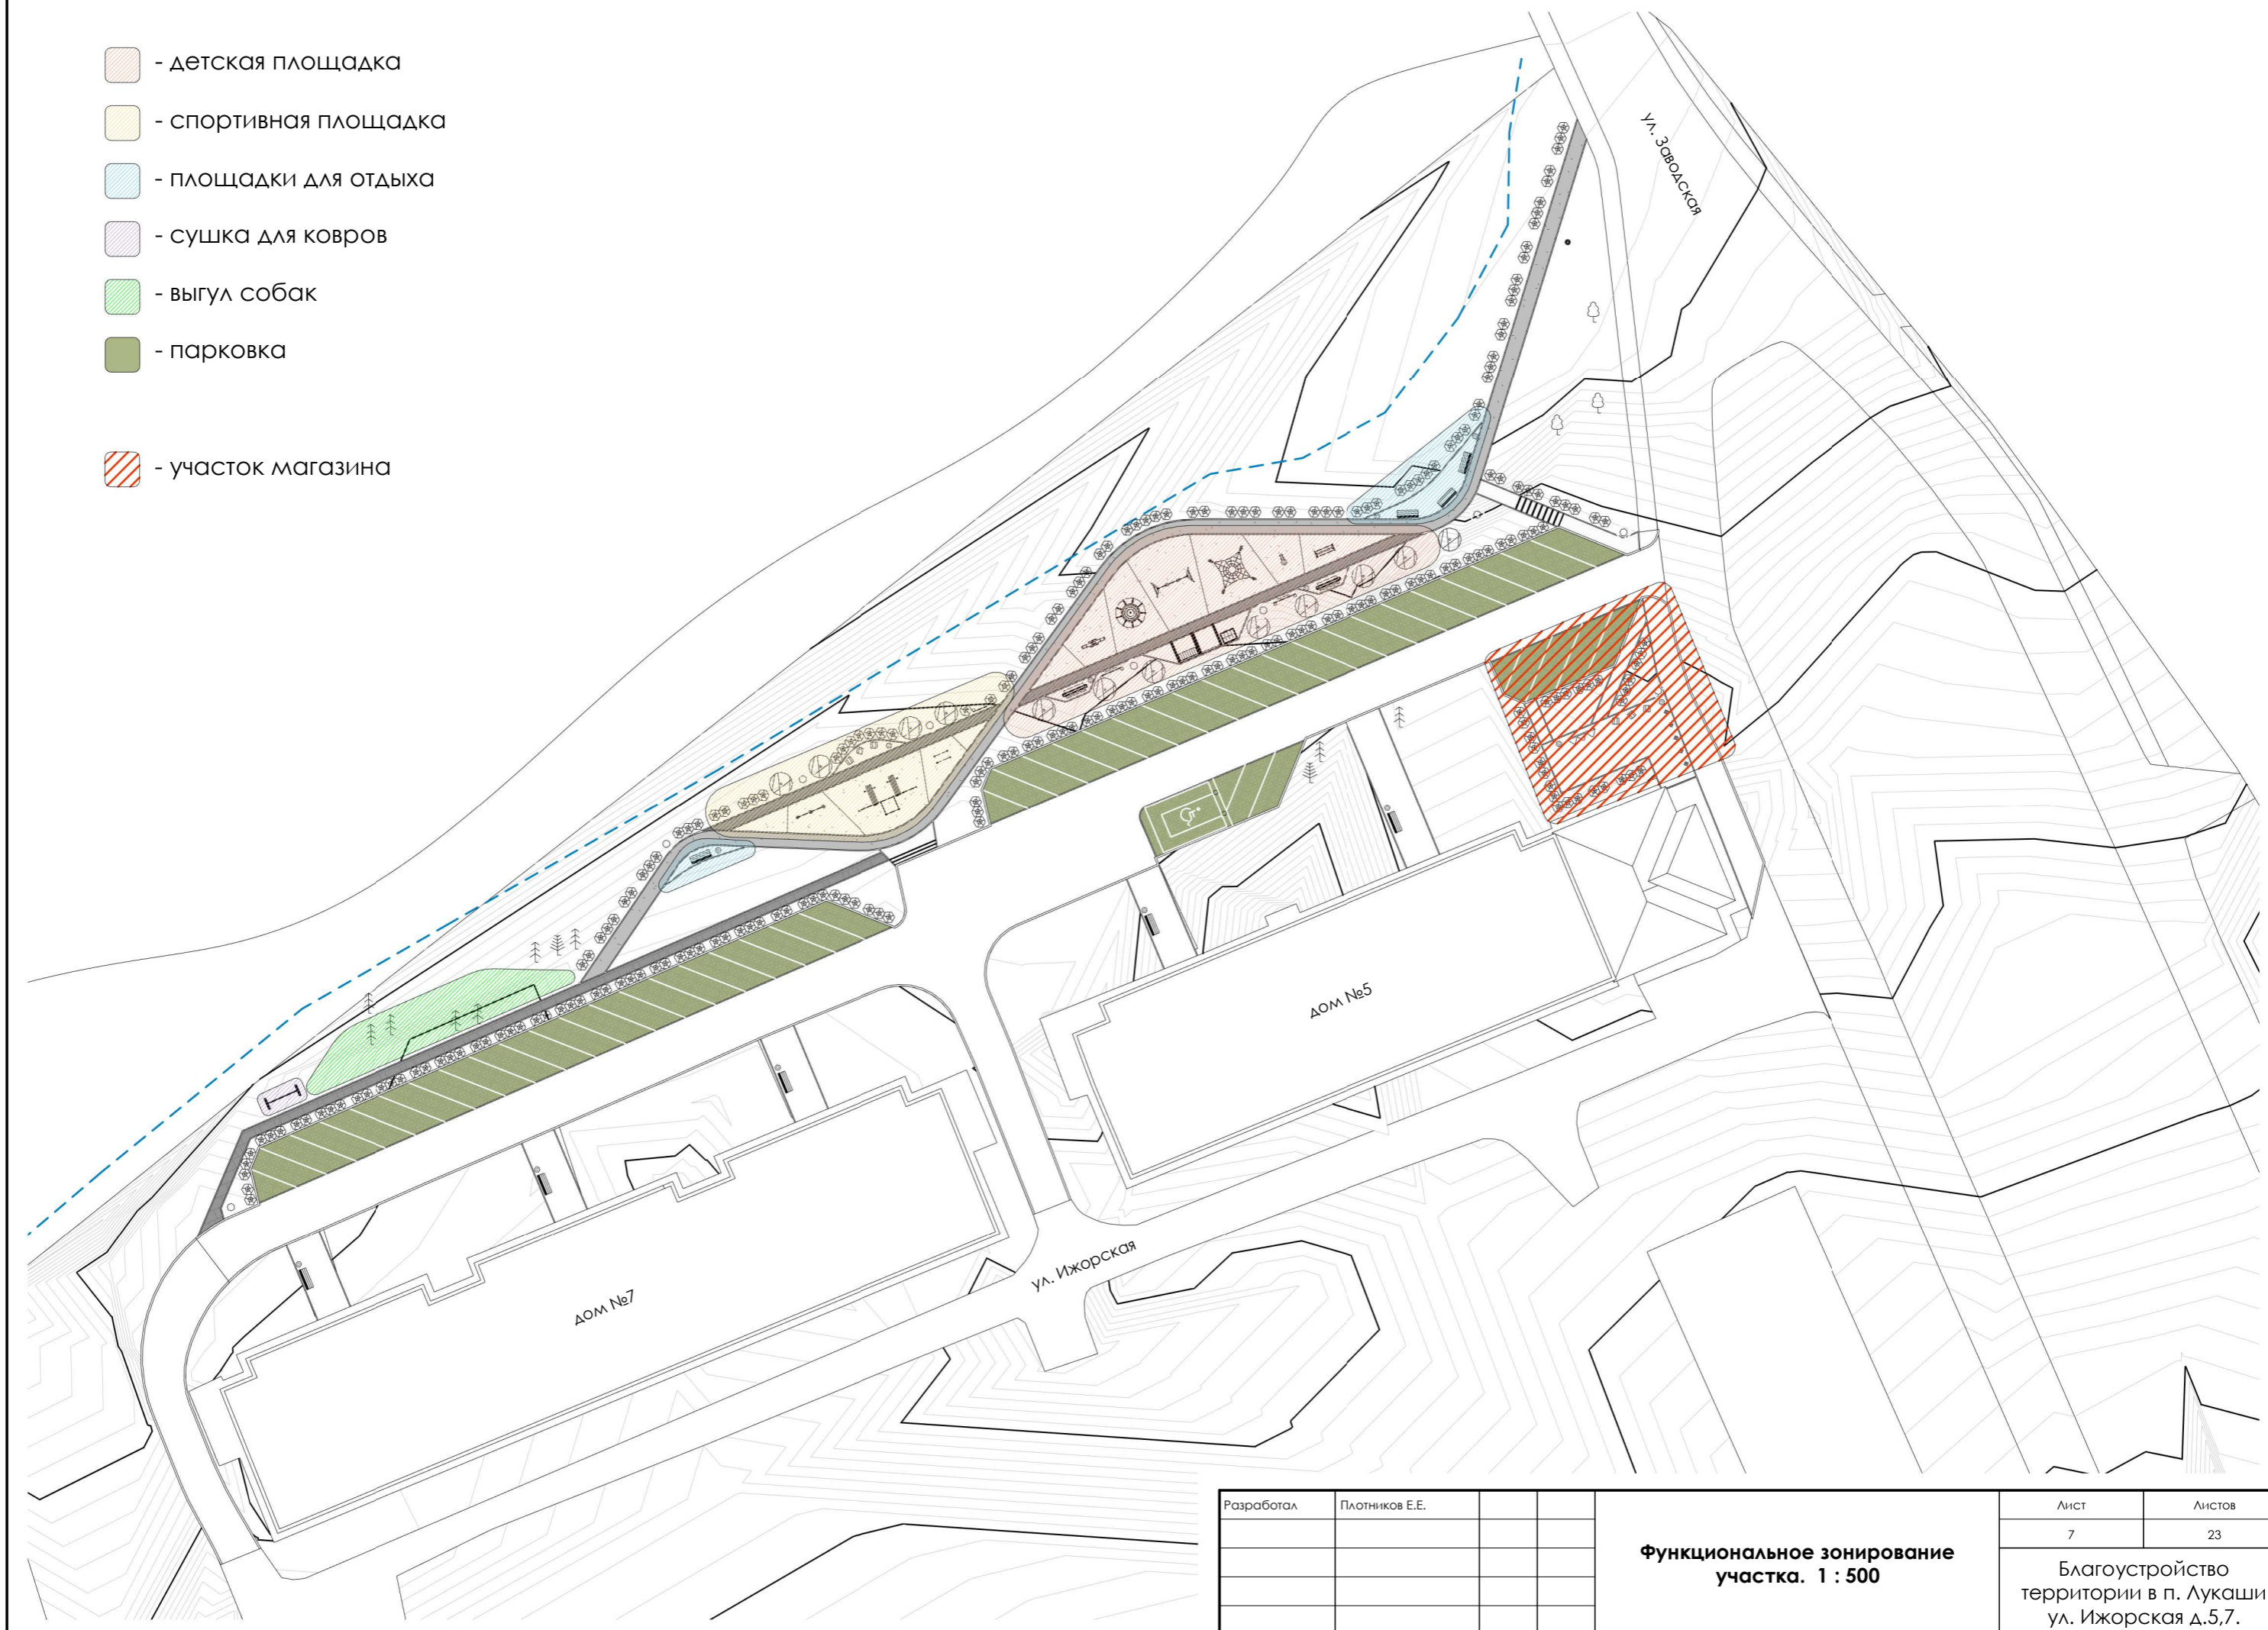 - детская площадка
- спортивная площадка
- площадки для отдыха
- сушка для ковров
- выгул собак
- парковка
- участок магазина
ул. Заводская
дом №5
дом №7
ул. Ижорская
Разработал
Плотников Е.Е.
Функциональное зонирование
участка. 1 : 500
Лист
Листов
7
23
Благоустройство
территории в п. Лукаши
ул. Ижорская д.5,7.